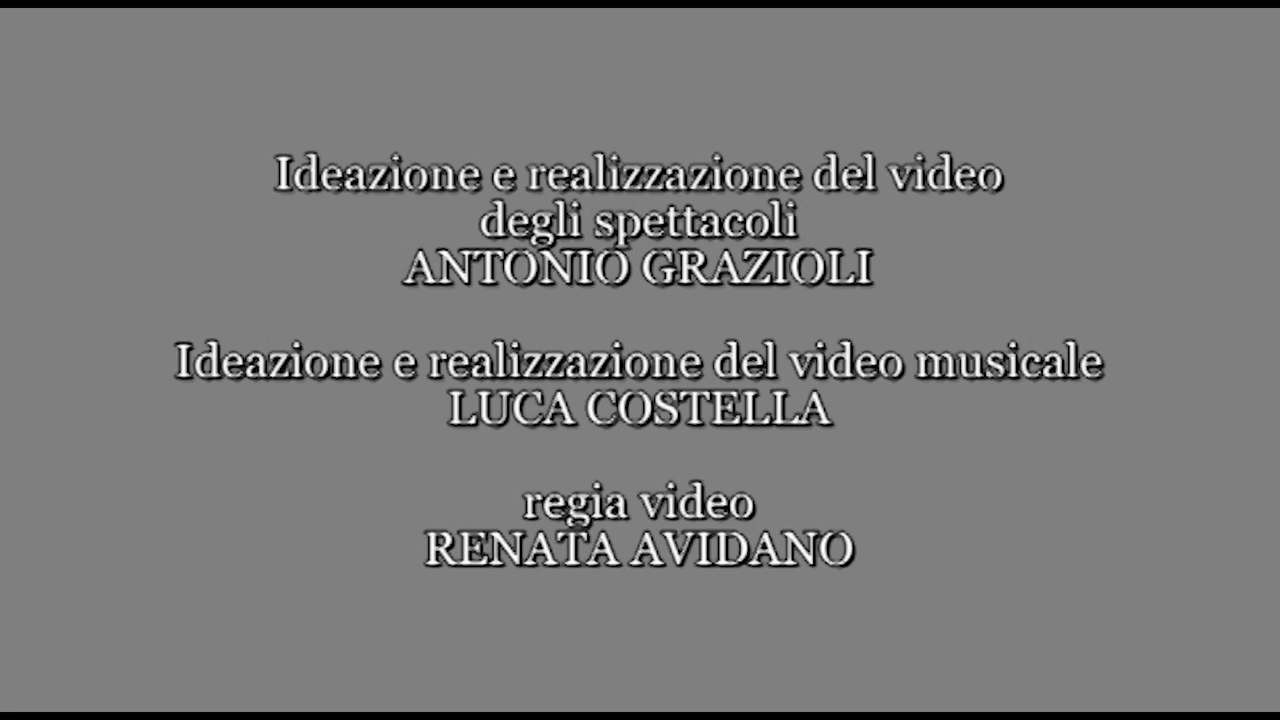 Ideazione e realizzazione del video
degli spettacoli
ANTONIO GRAZIOLI
Ideazione e realizzazione del video musicale
LUCA COSTELLA
regia video
RENATA AVIDANO